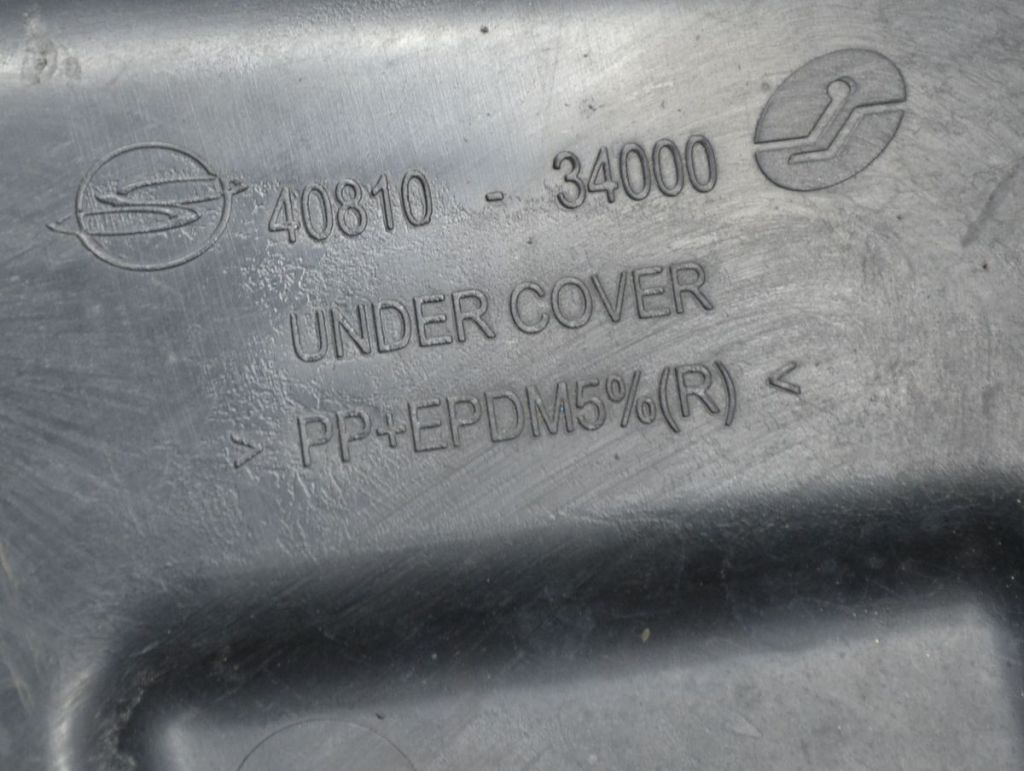 40810 - 34000
UNDER COVER
> PP+EPDM5%(R) <